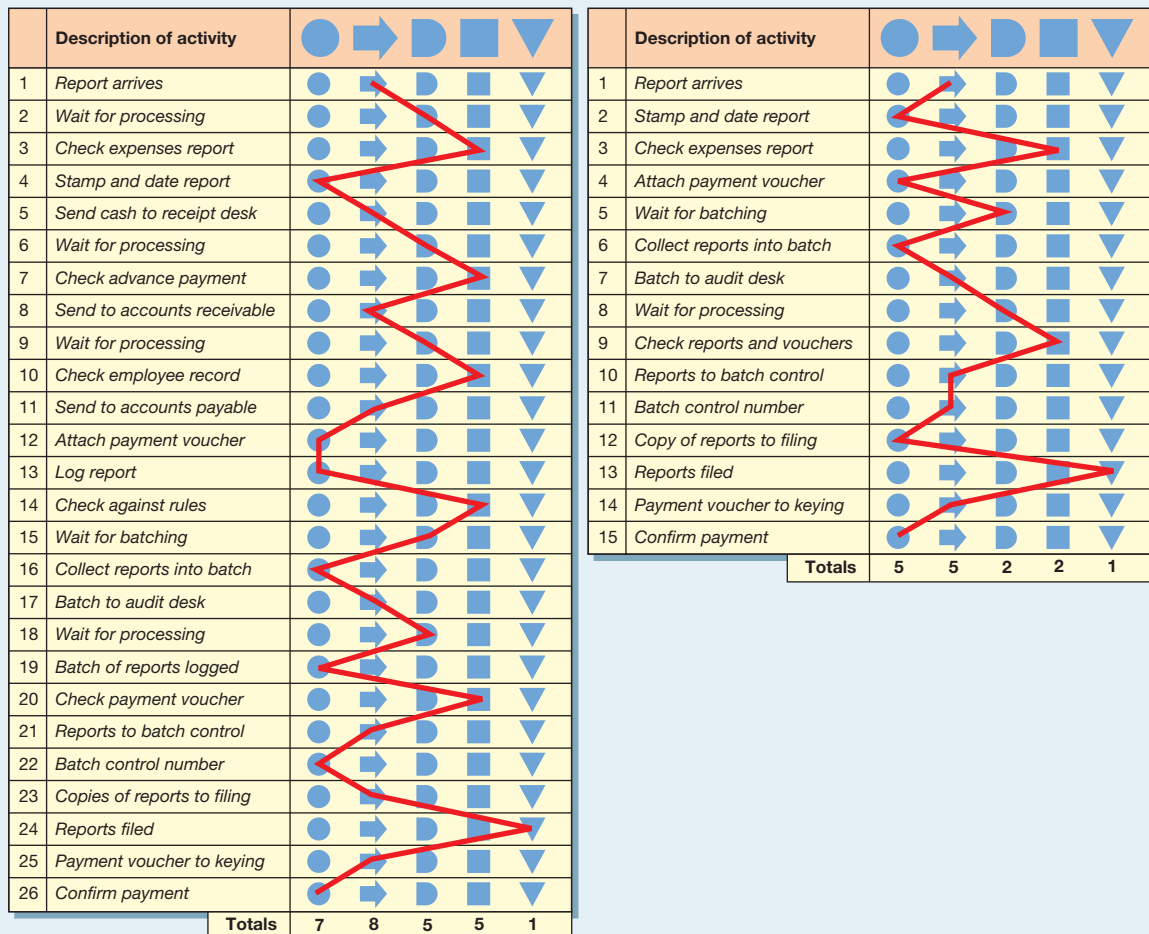 Description of activity
1 Report arrives
2 Wait for processing
3 Check expenses report
4 Stamp and date report
5 Send cash to receipt desk
6 Wait for processing
7 Check advance payment
8 Send to accounts receivable
9 Wait for processing
10 Check employee record
11 Send to accounts payable
12 Attach payment voucher
13 Log report
14 Check against rules
15 Wait for batching
16 Collect reports into batch
17 Batch to audit desk
18 Wait for processing
19 Batch of reports logged
20 Check payment voucher
21 Reports to batch control
22 Batch control number
23 Copies of reports to filing
24 Reports filed
25 Payment voucher to keying
26 Confirm payment
Totals 7 8 5 5 1
Description of activity
1 Report arrives
2 Stamp and date report
3 Check expenses report
4 Attach payment voucher
5 Wait for batching
6 Collect reports into batch
7 Batch to audit desk
8 Wait for processing
9 Check reports and vouchers
10 Reports to batch control
11 Batch control number
12 Copy of reports to filing
13 Reports filed
14 Payment voucher to keying
15 Confirm payment
Totals 5 5 2 2 1